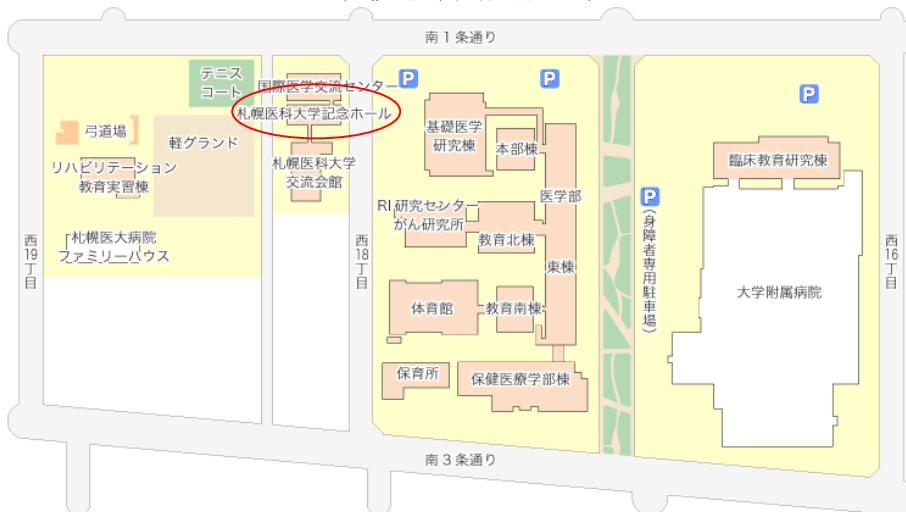 南1条通り
テニス
コート
国際医学交流センター
P
P
P
札幌医科大学記念ホール
弓道場
軽グランド
基礎医学
研究棟
本部棟
臨床教育研究棟
リハビリテーション
教育実習棟
札幌医科大学
交流会館
医学部
P
(身障者専用駐車場)
RI研究センター
がん研究所
教育北棟
札幌医大病院
ファミリーハウス
西19丁目
西18丁目
西16丁目
東棟
大学附属病院
体育館
教育南棟
保育所
保健医療学部棟
南3条通り